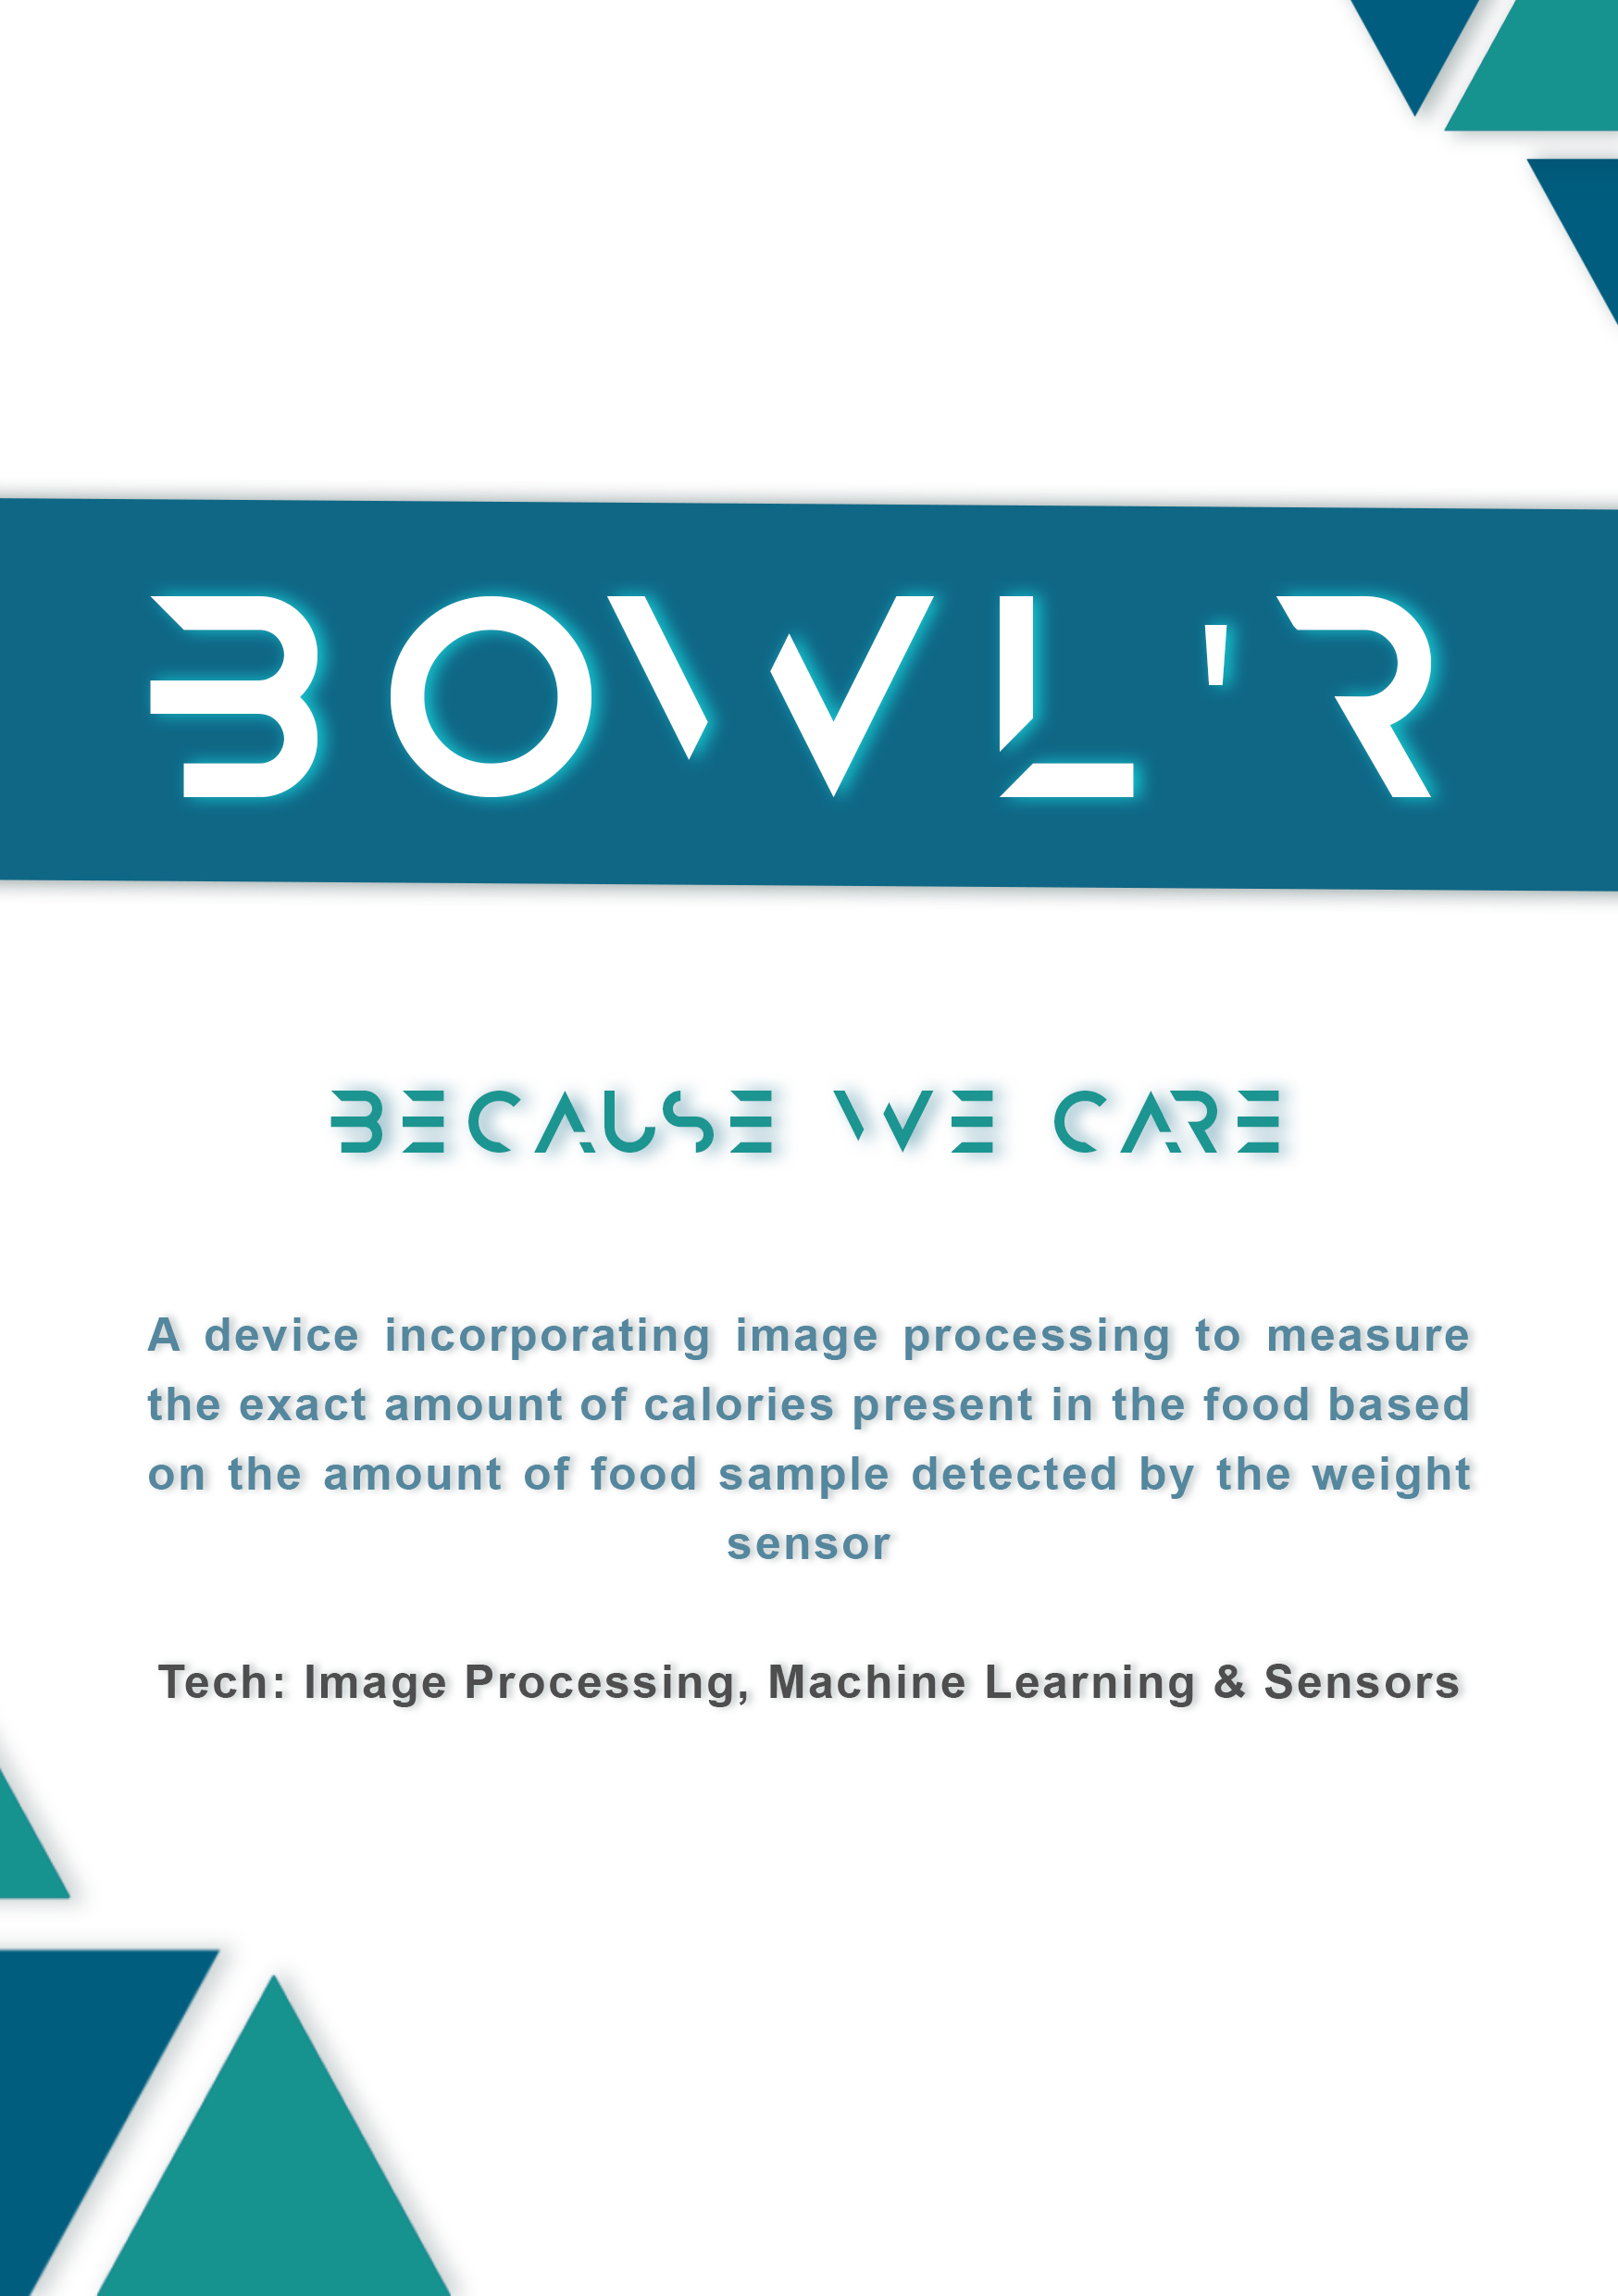 BOWL'R
BECAUSE WE CARE
A device incorporating image processing to measure
the exact amount of calories present in the food based
on the amount of food sample detected by the weight
sensor
Tech: Image Processing, Machine Learning & Sensors